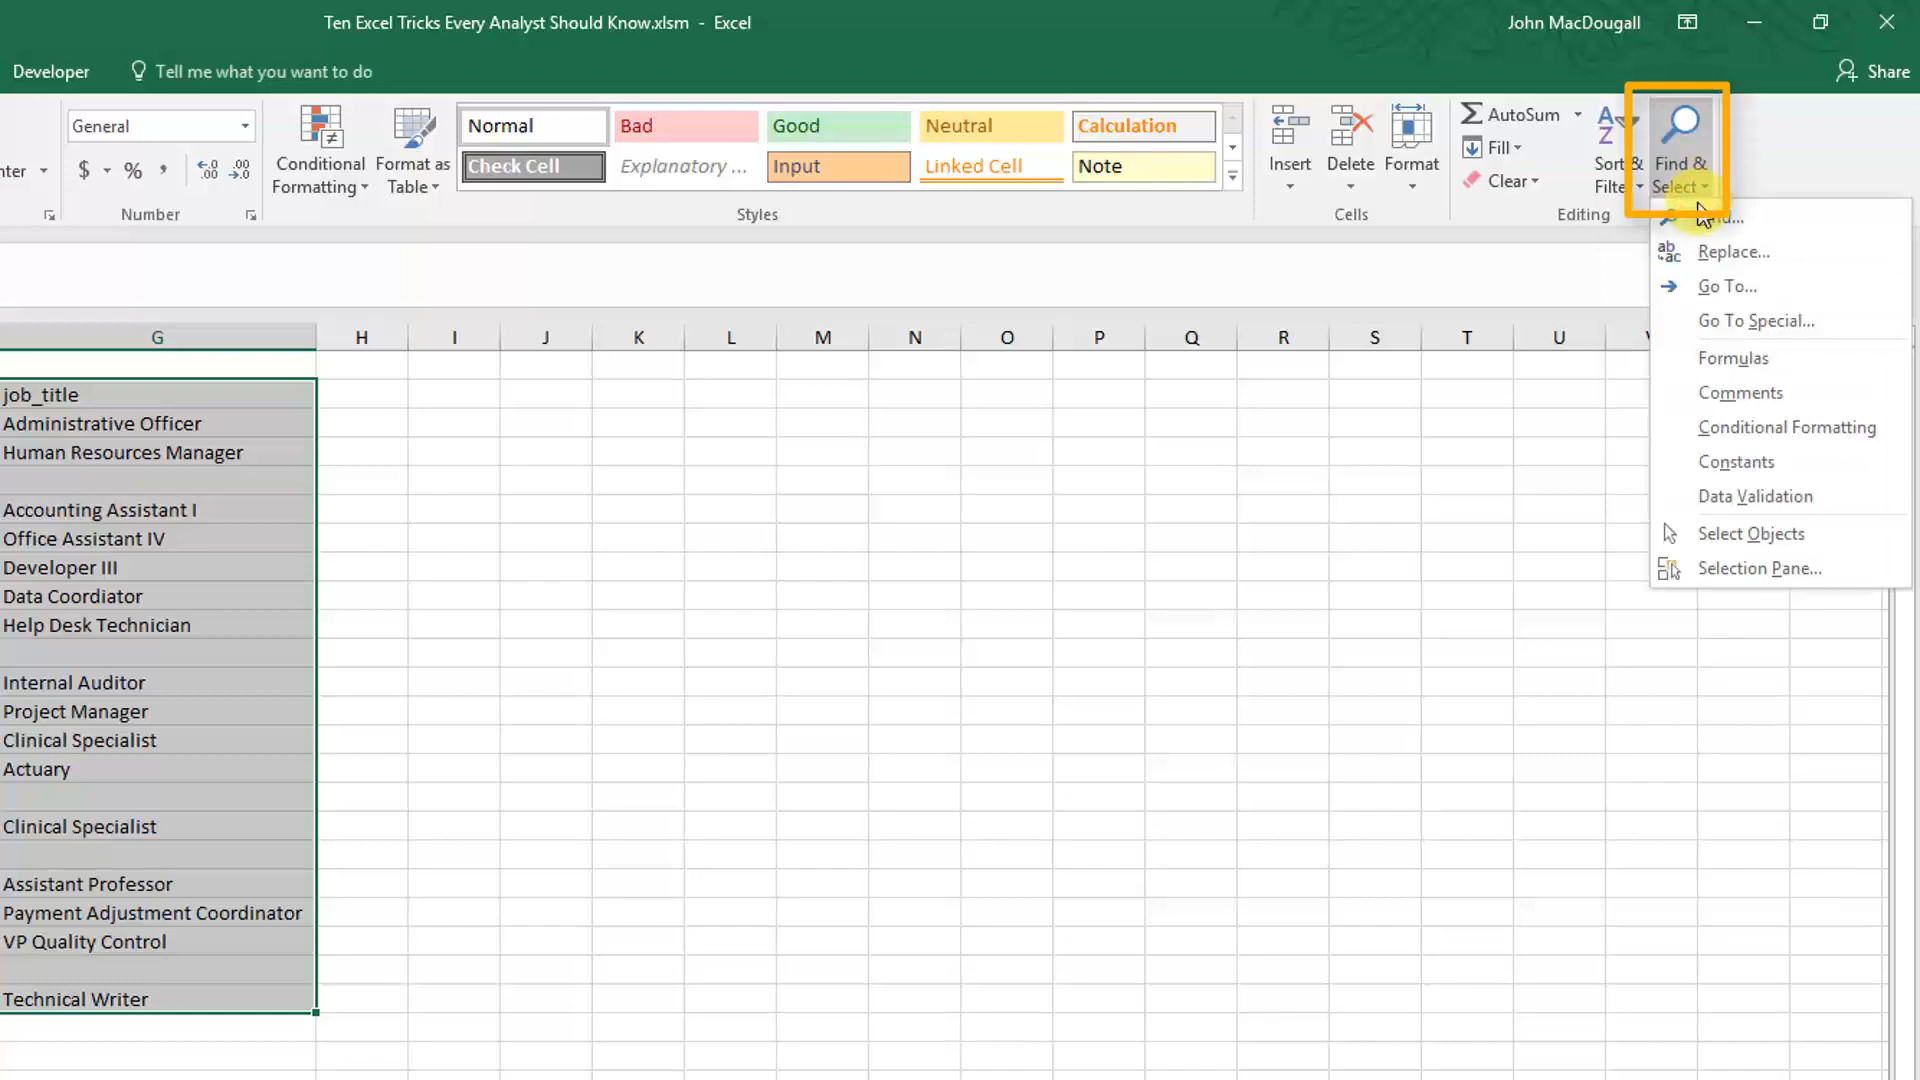 Ten Excel Tricks Every Analyst Should Know.xlsm - Excel
John MacDougall
Developer
Tell me what you want to do
Share
General
$ % ,
Number
Conditional Formatting
Format as Table
Normal
Bad
Good
Neutral
Calculation
Check Cell
Explanatory ...
Input
Linked Cell
Note
Styles
Insert
Delete
Format
Cells
AutoSum
Fill
Clear
Sort &
Find & Select
Editing
Replace...
Go To...
Go To Special...
Formulas
Comments
Conditional Formatting
Constants
Data Validation
Select Objects
Selection Pane...
G H I J K L M N O P Q R S T U
job_title
Administrative Officer
Human Resources Manager
Accounting Assistant I
Office Assistant IV
Developer III
Data Coordiator
Help Desk Technician
Internal Auditor
Project Manager
Clinical Specialist
Actuary
Clinical Specialist
Assistant Professor
Payment Adjustment Coordinator
VP Quality Control
Technical Writer